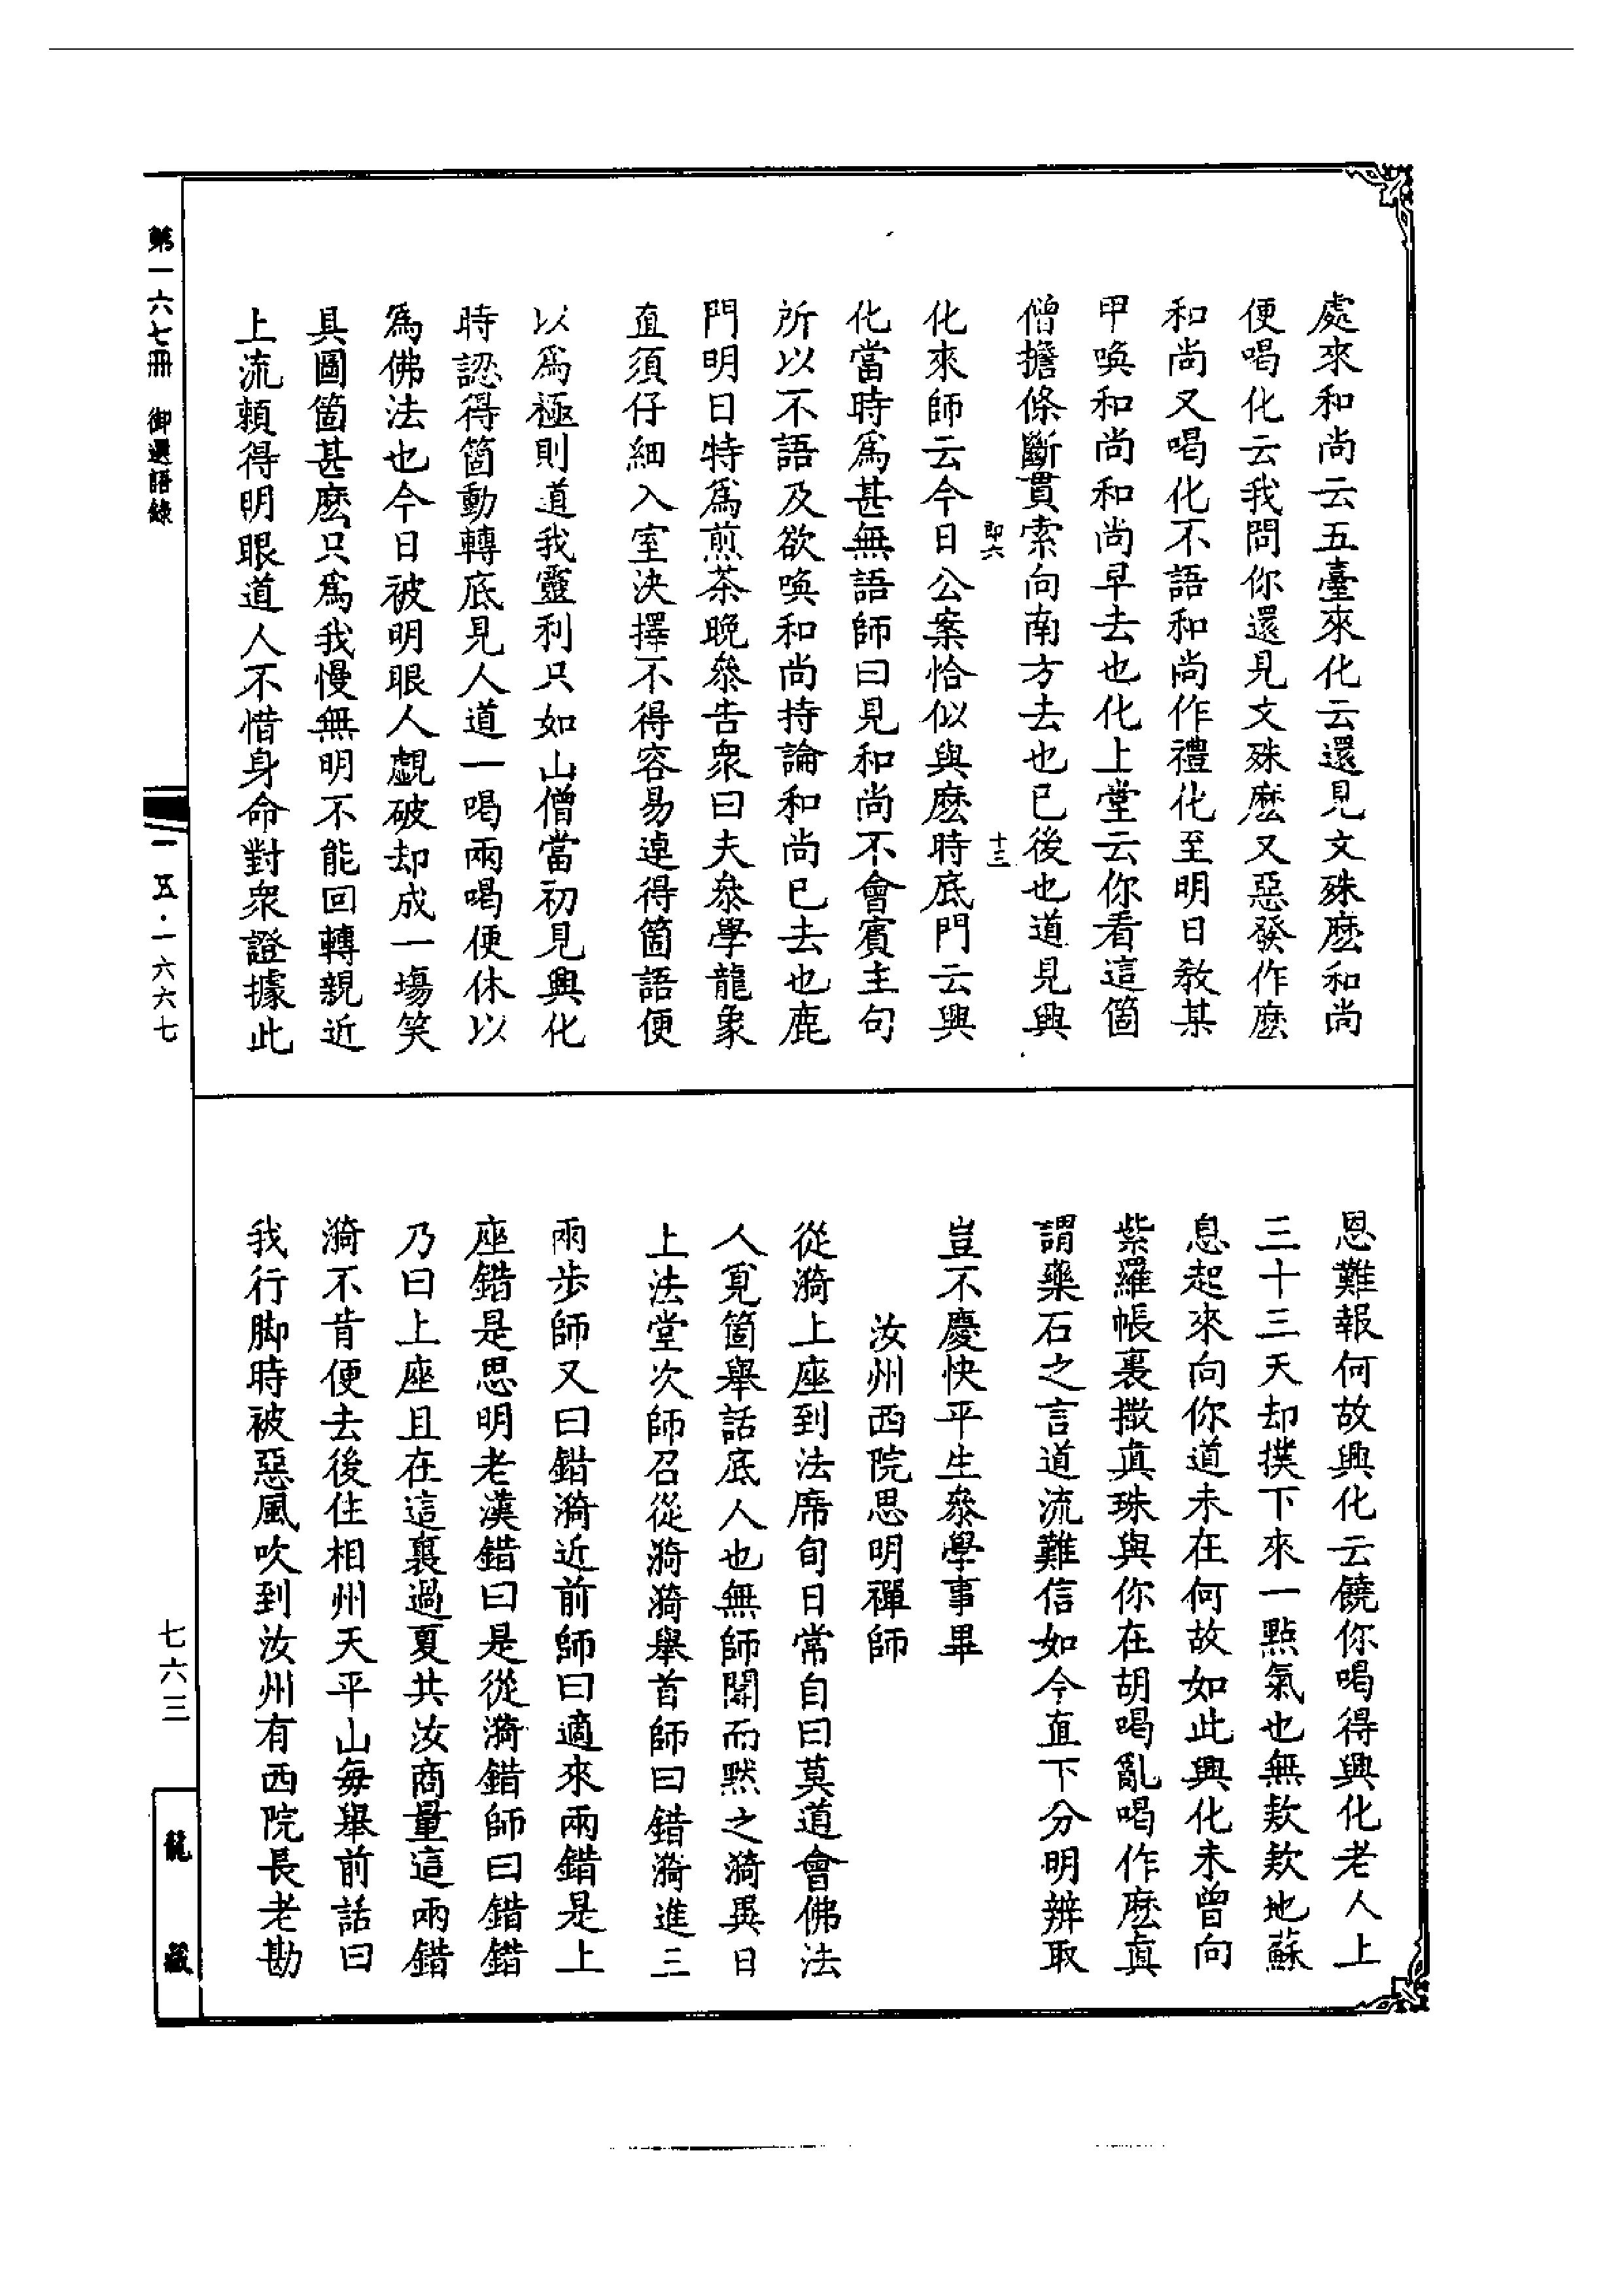 處來和尚云五臺來化云還見文殊麽和尚
便喝化云我問你還見文殊麽又惡發作麽
和尚又喝化不語和尚作禮化至明日教某
甲喚和尚和尚早去也化上堂云你看這箇
僧擔條斷貫索向南方去也已後也道見興
即六
十三
化來師云今日公案恰似與麽時底門云興
化當時爲甚無語師曰見和尚不會賓主句
所以不語及欲喚和尚持論和尚已去也鹿
門明日特爲煎茶晚叅告衆曰夫叅學龍象
直須仔細入室決擇不得容易逴得箇語便
以爲極則道我靈利只如山僧當初見興化
時認得箇動轉底見人道一喝兩喝便休以
爲佛法也今日被明眼人覷破却成一場笑
具圖箇甚麽只爲我慢無明不能回轉親近
上流賴得明眼道人不惜身命對衆證據此
恩難報何故興化云饒你喝得興化老人上
三十三天却撲下來一點氣也無欵欵地蘇
息起來向你道未在何故如此興化未曾向
紫羅帳裏撒真珠與你在胡喝亂喝作麽真
謂藥石之言道流難信如今直下分明辨取
豈不慶快平生叅學事畢
汝州西院思明禪師
從漪上座到法席旬日常自曰莫道會佛法
人覓箇舉話底人也無師聞而默之漪異日
上法堂次師召從漪漪舉首師曰錯漪進三
兩步師又曰錯漪近前師曰適來兩錯是上
座錯是思明老漢錯曰是從漪錯師曰錯錯
乃曰上座且在這裏過夏共汝商量這兩錯
漪不肯便去後住相州天平山每舉前話曰
我行脚時被惡風吹到汝州有西院長老勘
第一六七冊 御選語錄
一五·一六六七
七六三
龍藏